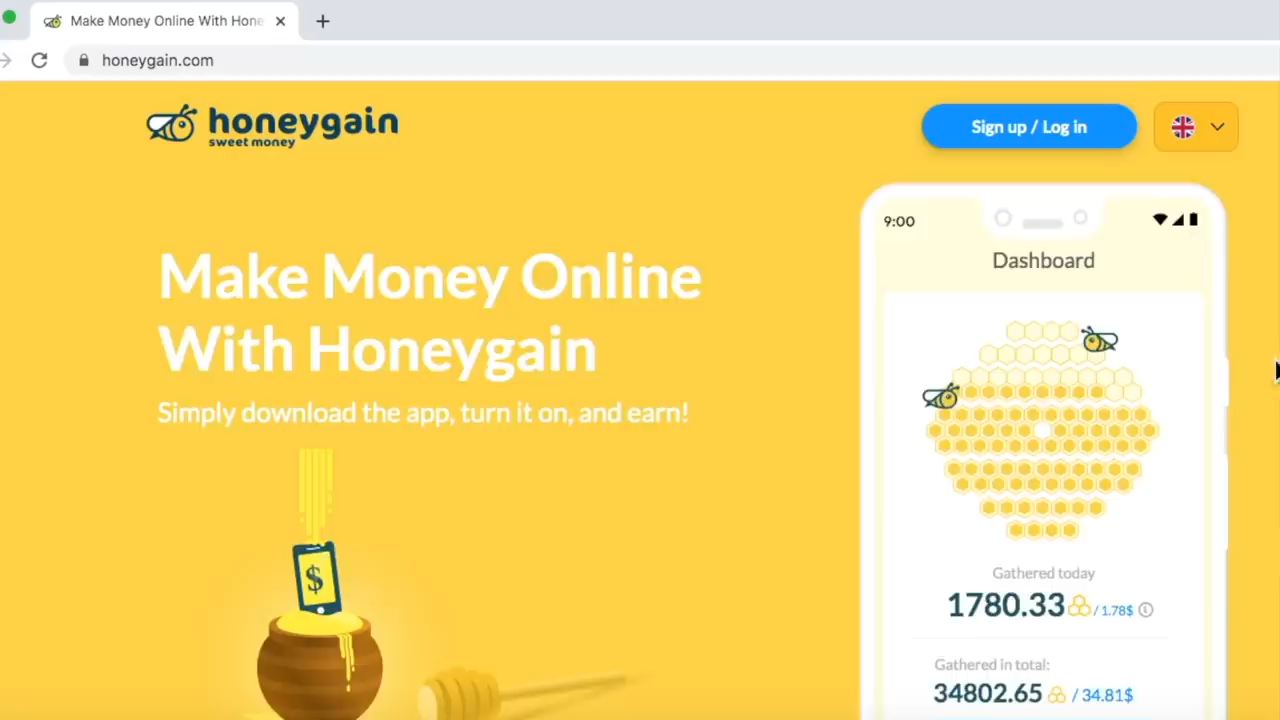 Make Money Online With Hone
honeygain.com
honeygain
sweet money
Sign up / Log in
Make Money Online
With Honeygain
Simply download the app, turn it on, and earn!
$
9:00
Dashboard
Gathered today
1780.33 / 1.78$
Gathered in total:
34802.65 / 34.81$